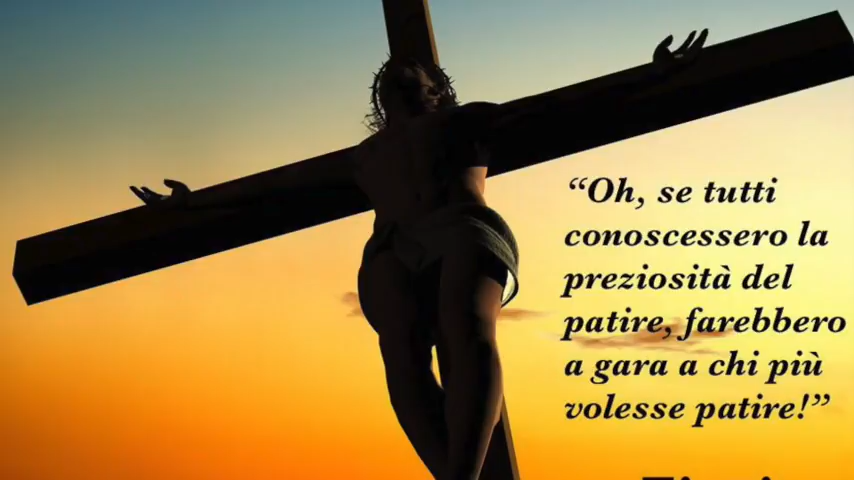 “Oh, se tutti
conoscessero la
preziosità del
patire, farebbero
a gara a chi più
volesse patire!”